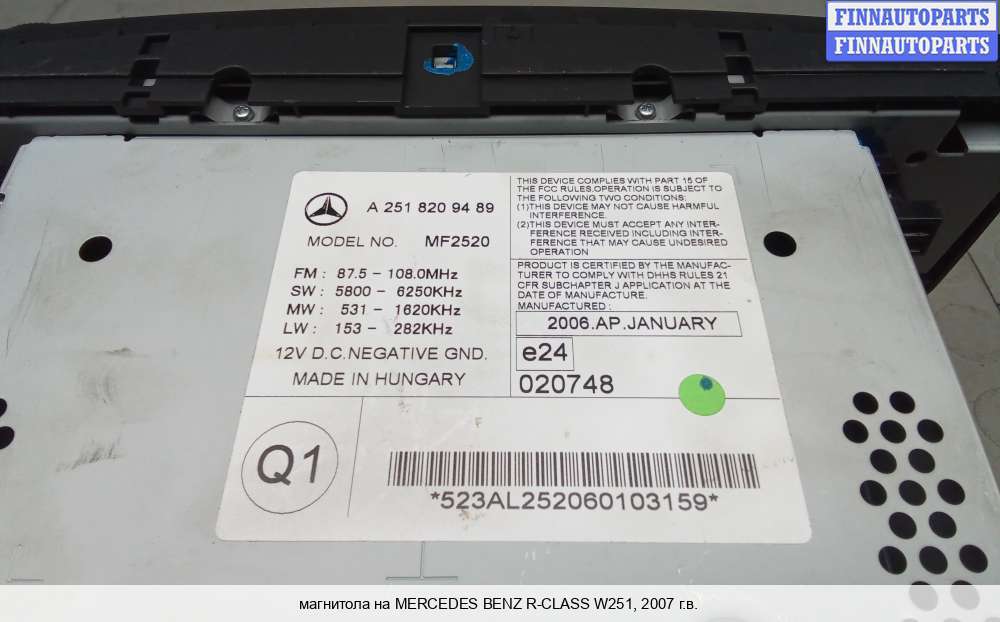 FINNAUTOPARTS
FINNAUTOPARTS
A 251 820 94 89
MODEL NO. MF2520
FM : 87.5 - 108.0MHz
SW : 5800 - 6250KHz
MW : 531 - 1620KHz
LW : 153 - 282KHz
12V D.C.NEGATIVE GND.
MADE IN HUNGARY
THIS DEVICE COMPLIES WITH PART 15 OF
THE FCC RULES.OPERATION IS SUBJECT TO
THE FOLLOWING TWO CONDITIONS:
(1)THIS DEVICE MAY NOT CAUSE HARMFUL
INTERFERENCE.
(2)THIS DEVICE MUST ACCEPT ANY INTER-
FERENCE RECEIVED INCLUDING INTER-
FERENCE THAT MAY CAUSE UNDESIRED
OPERATION
PRODUCT IS CERTIFIED BY THE MANUFAC-
TURER TO COMPLY WITH DHHS RULES 21
CFR SUBCHAPTER J APPLICATION AT THE
DATE OF MANUFACTURE.
MANUFACTURED :
2006.AP.JANUARY
e24
020748
Q1
*523AL252060103159*
магнитола на MERCEDES BENZ R-CLASS W251, 2007 г.в.